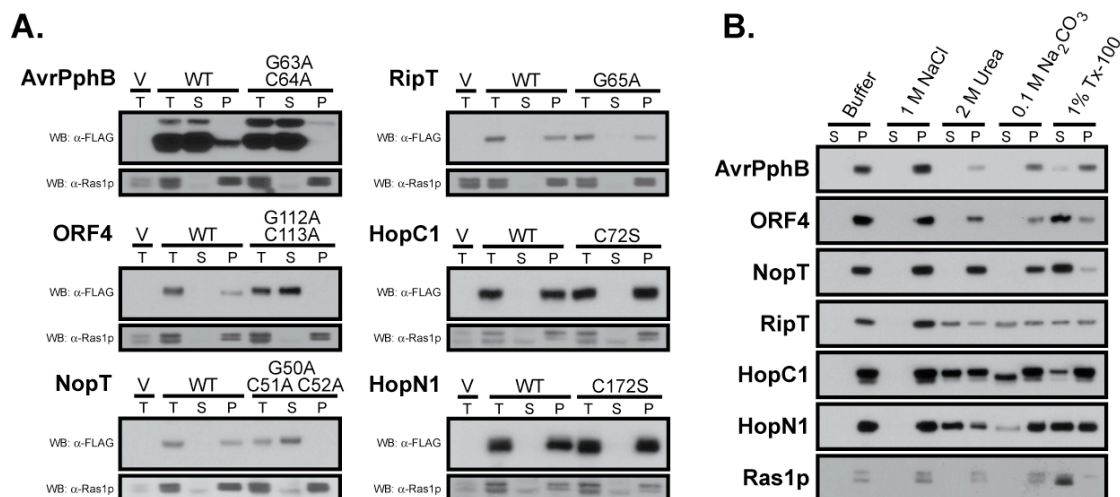 A.
AvrPphB
V WT G63A C64A
T T S P T S P
WB: α-FLAG
WB: α-Ras1p
ORF4
V WT G112A C113A
T T S P T S P
WB: α-FLAG
WB: α-Ras1p
NopT
V WT G50A C51A C52A
T T S P T S P
WB: α-FLAG
WB: α-Ras1p
RipT
V WT G65A
T T S P T S P
WB: α-FLAG
WB: α-Ras1p
HopC1
V WT C72S
T T S P T S P
WB: α-FLAG
WB: α-Ras1p
HopN1
V WT C172S
T T S P T S P
WB: α-FLAG
WB: α-Ras1p
B.
Buffer 1 M NaCl 2 M Urea 0.1 M Na₂CO₃ 1% Tx-100
S P S P S P S P S P
AvrPphB
ORF4
NopT
RipT
HopC1
HopN1
Ras1p